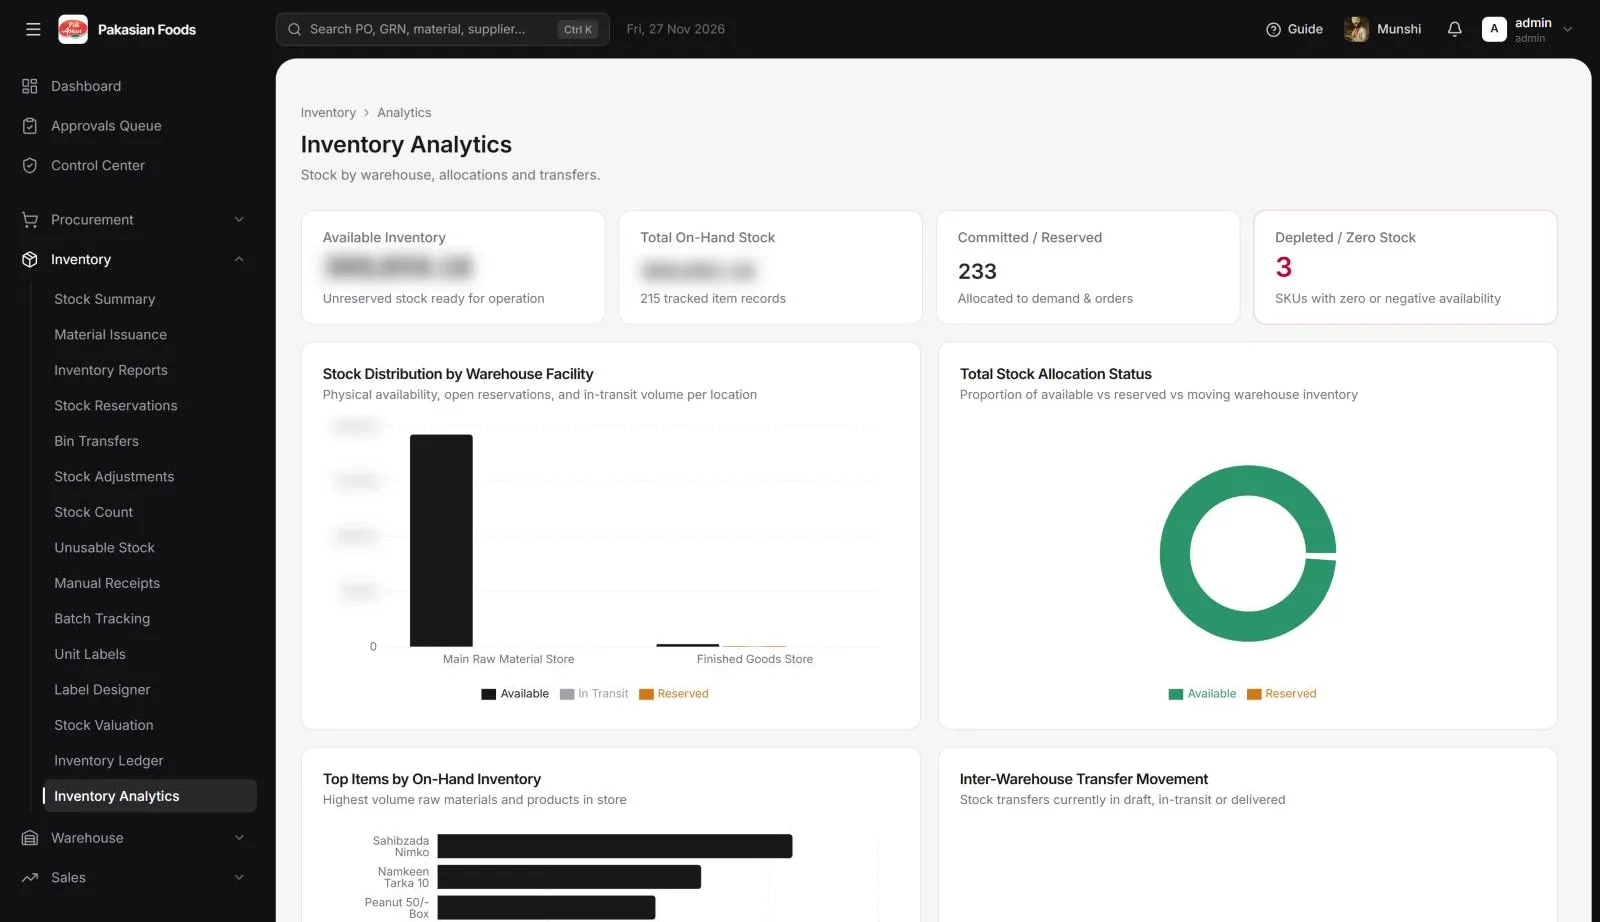 Pakasian Foods
Search PO, GRN, material, supplier...
Ctrl K
Fri, 27 Nov 2026
Guide
Munshi
A
admin
admin
Dashboard
Approvals Queue
Control Center
Procurement
Inventory
Stock Summary
Material Issuance
Inventory Reports
Stock Reservations
Bin Transfers
Stock Adjustments
Stock Count
Unusable Stock
Manual Receipts
Batch Tracking
Unit Labels
Label Designer
Stock Valuation
Inventory Ledger
Inventory Analytics
Warehouse
Sales
Inventory > Analytics
Inventory Analytics
Stock by warehouse, allocations and transfers.
Available Inventory
Unreserved stock ready for operation
Total On-Hand Stock
215 tracked item records
Committed / Reserved
233
Allocated to demand & orders
Depleted / Zero Stock
3
SKUs with zero or negative availability
Stock Distribution by Warehouse Facility
Physical availability, open reservations, and in-transit volume per location
0
Main Raw Material Store
Finished Goods Store
Available
In Transit
Reserved
Total Stock Allocation Status
Proportion of available vs reserved vs moving warehouse inventory
Available
Reserved
Top Items by On-Hand Inventory
Highest volume raw materials and products in store
Sahibzada
Nimko
Namkeen
Tarka 10
Peanut 50/-
Box
Inter-Warehouse Transfer Movement
Stock transfers currently in draft, in-transit or delivered